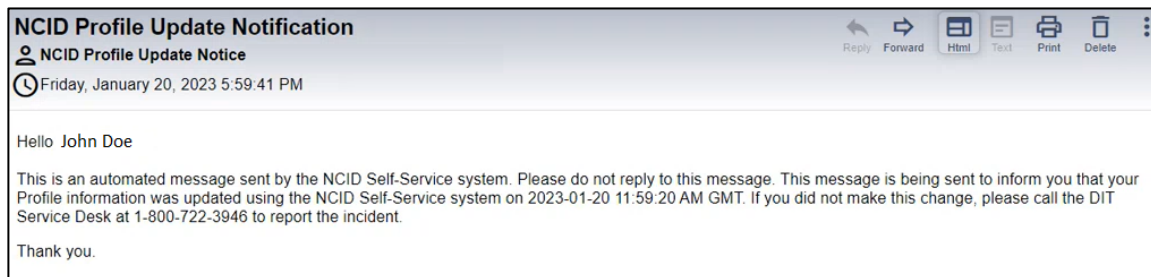 NCID Profile Update Notification
NCID Profile Update Notice
Friday, January 20, 2023 5:59:41 PM
Reply Forward Html Text Print Delete
Hello John Doe
This is an automated message sent by the NCID Self-Service system. Please do not reply to this message. This message is being sent to inform you that your
Profile information was updated using the NCID Self-Service system on 2023-01-20 11:59:20 AM GMT. If you did not make this change, please call the DIT
Service Desk at 1-800-722-3946 to report the incident.
Thank you.